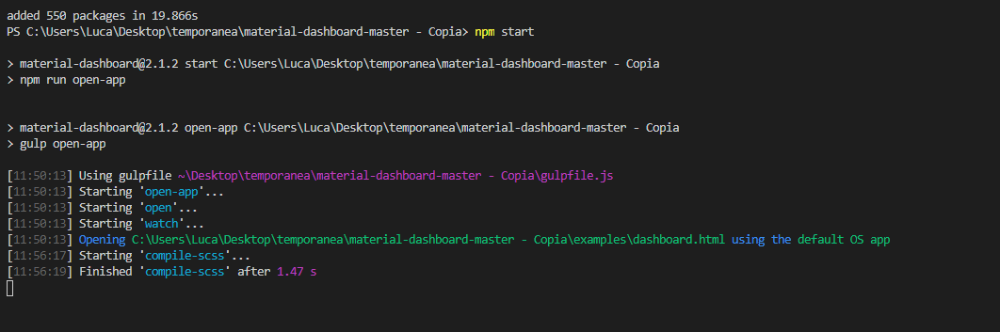 added 550 packages in 19.866s
PS C:\Users\Luca\Desktop\temporanea\material-dashboard-master - Copia> npm start
> material-dashboard@2.1.2 start C:\Users\Luca\Desktop\temporanea\material-dashboard-master - Copia
> npm run open-app
> material-dashboard@2.1.2 open-app C:\Users\Luca\Desktop\temporanea\material-dashboard-master - Copia
> gulp open-app
[11:50:13] Using gulpfile ~\Desktop\temporanea\material-dashboard-master - Copia\gulpfile.js
[11:50:13] Starting 'open-app'...
[11:50:13] Starting 'open'...
[11:50:13] Starting 'watch'...
[11:50:13] Opening C:\Users\Luca\Desktop\temporanea\material-dashboard-master - Copia\examples\dashboard.html using the default OS app
[11:56:17] Starting 'compile-scss'...
[11:56:19] Finished 'compile-scss' after 1.47 s